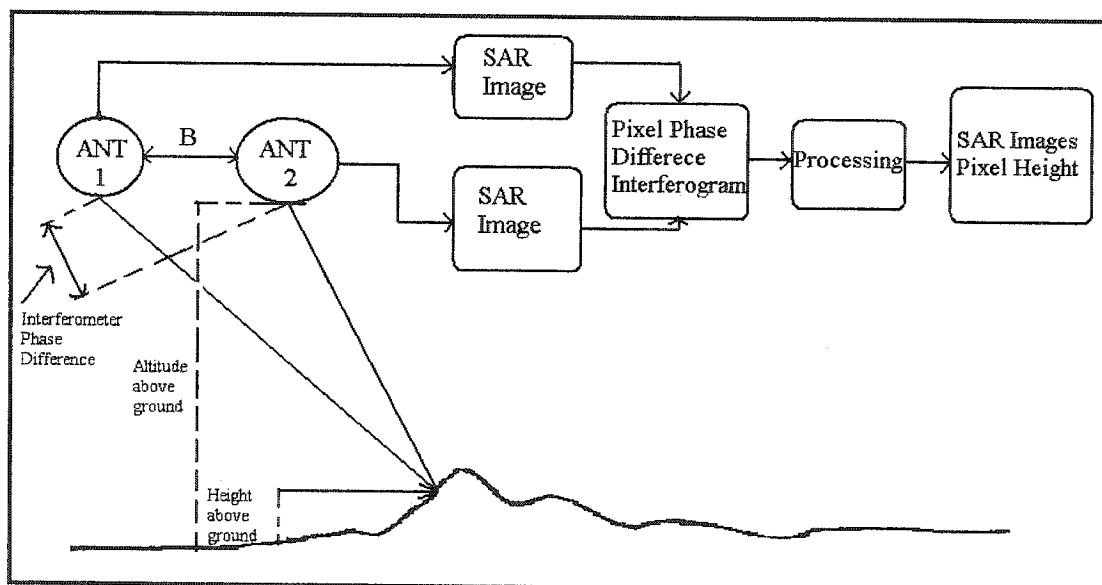 SAR
Image
ANT
1
B
ANT
2
SAR
Image
Pixel Phase
Differece
Interferogram
Processing
SAR Images
Pixel Height
Interferometer
Phase
Difference
Altitude
above
ground
Height
above
ground